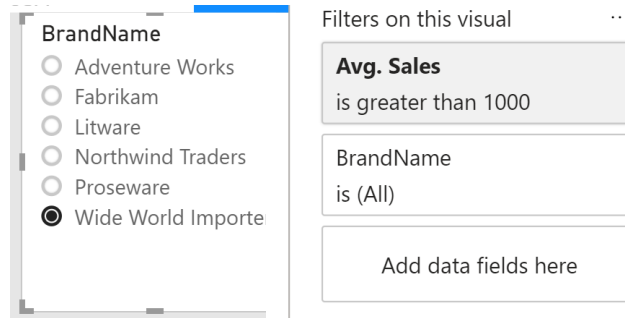 BrandName
Adventure Works
Fabrikam
Litware
Northwind Traders
Proseware
Wide World Importe
Filters on this visual
Avg. Sales
is greater than 1000
BrandName
is (All)
Add data fields here